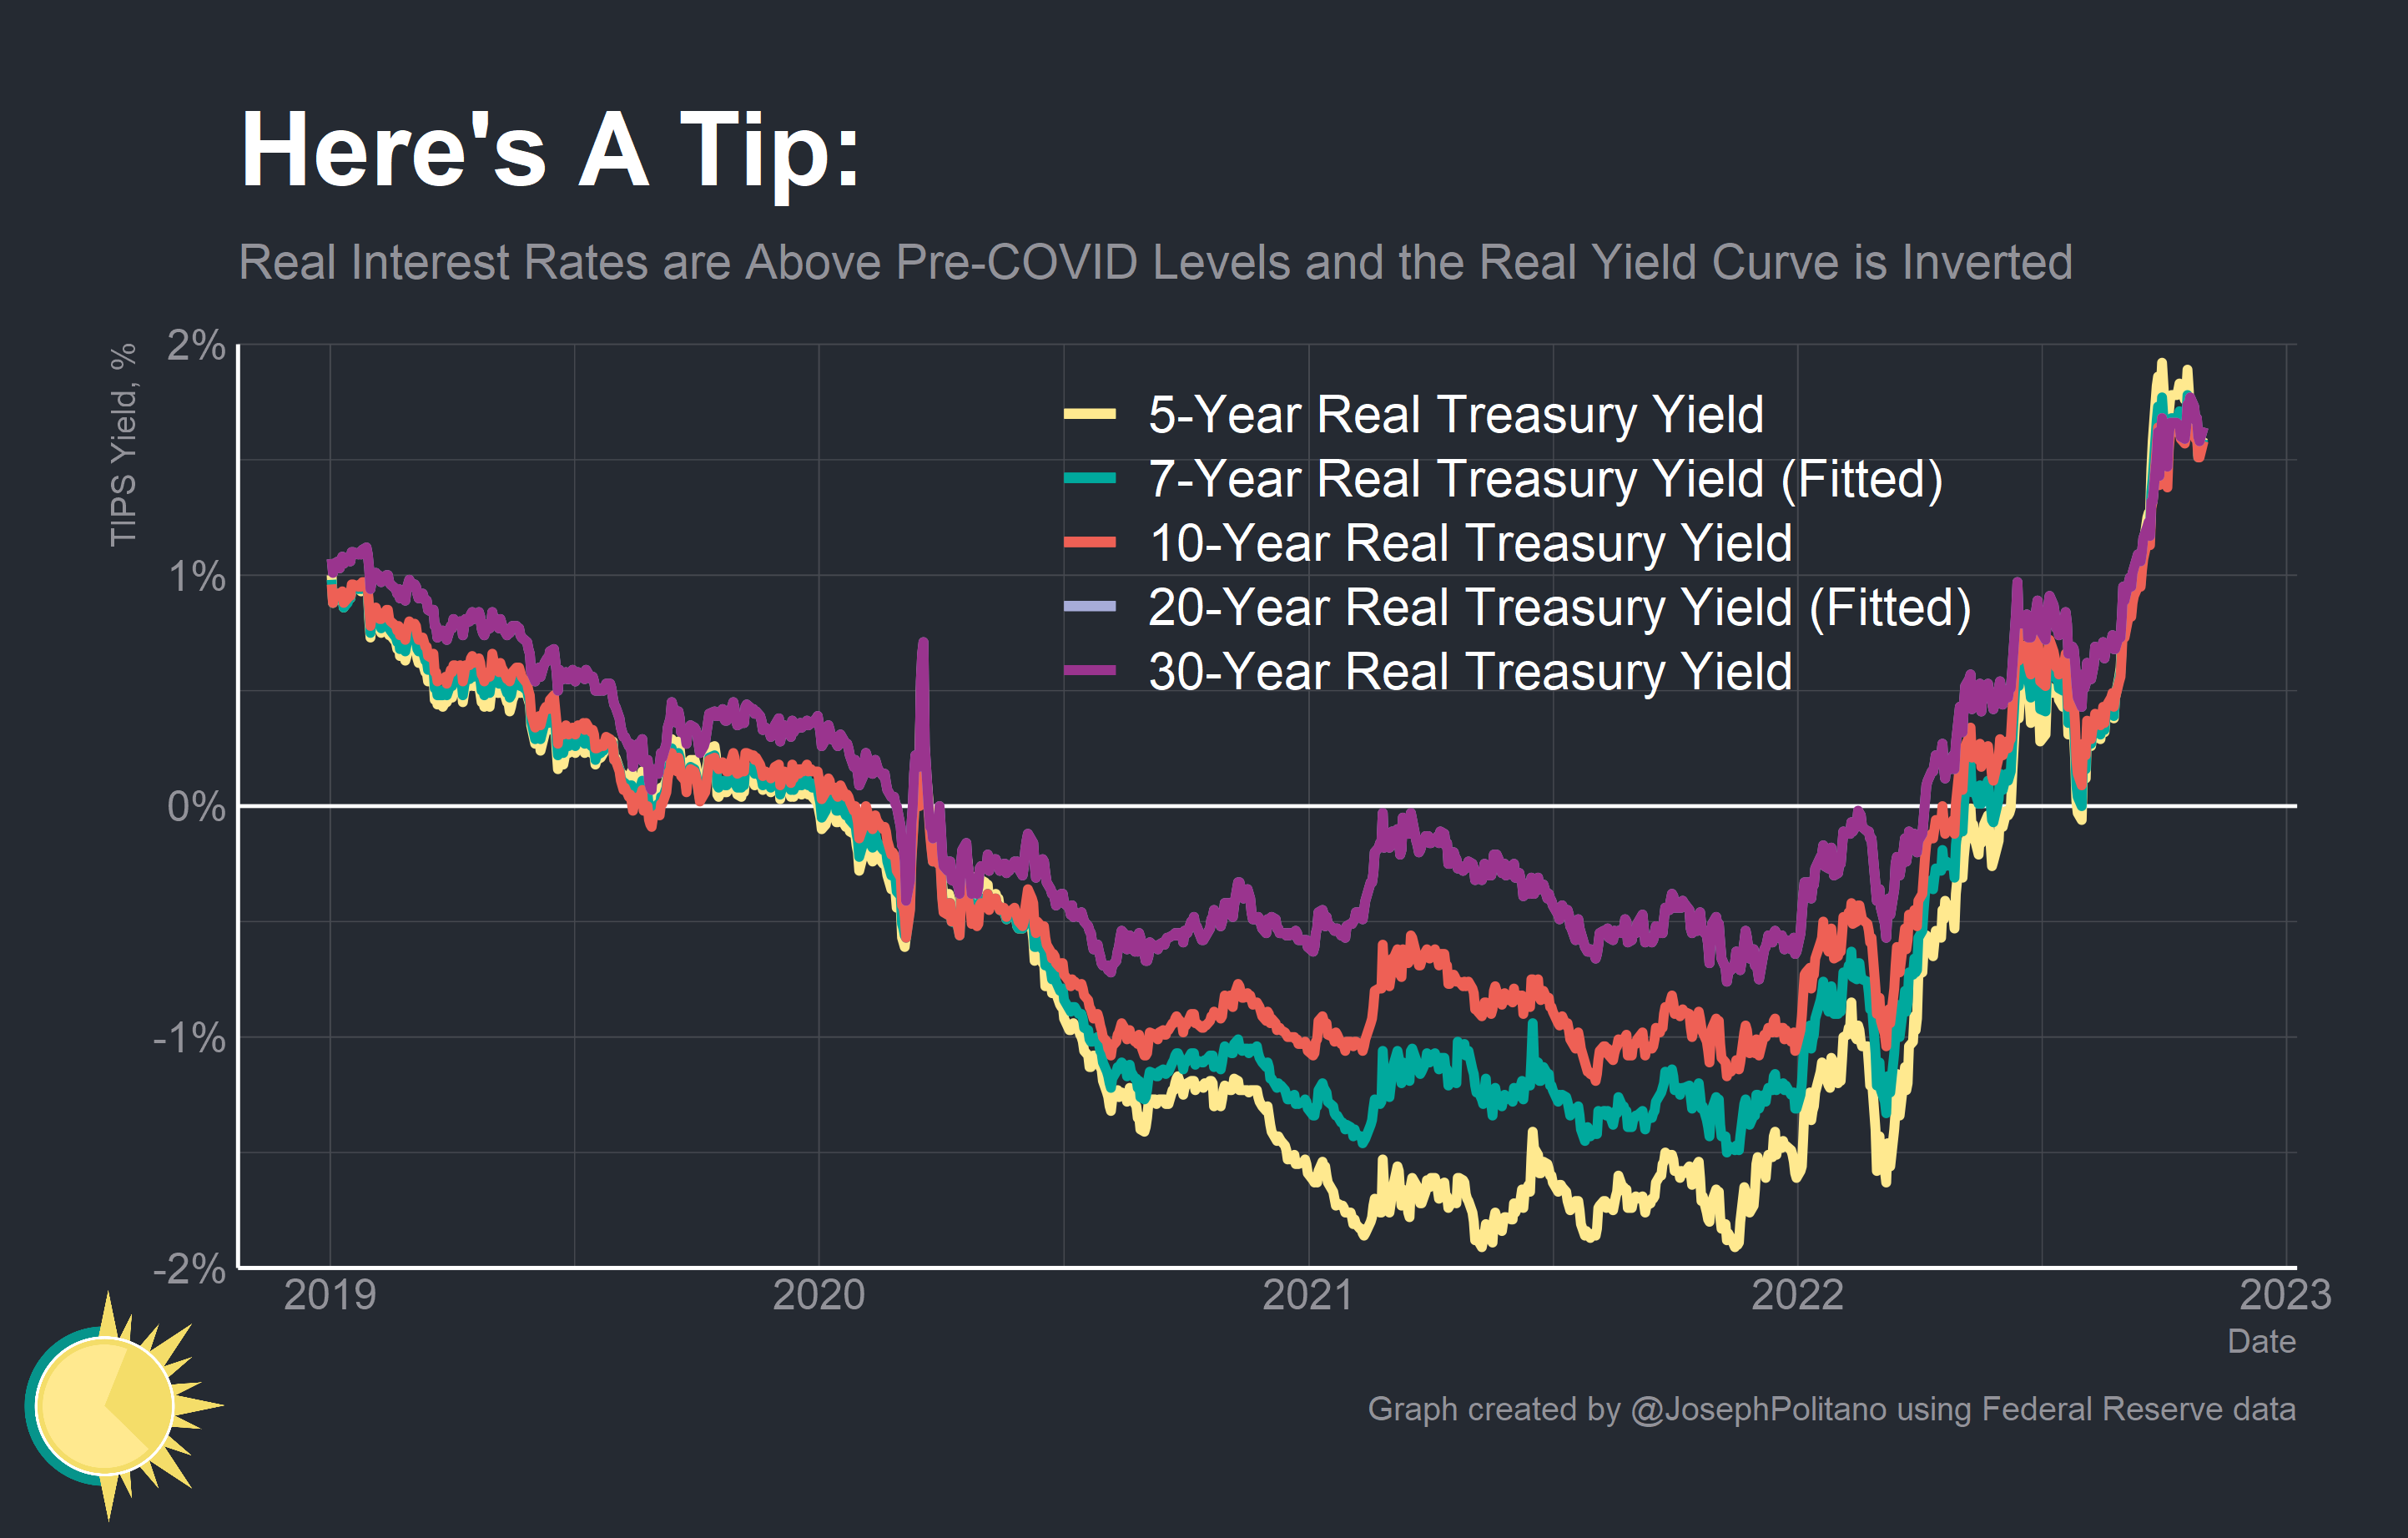 Here's A Tip:
Real Interest Rates are Above Pre-COVID Levels and the Real Yield Curve is Inverted
TIPS Yield, %
2%
1%
0%
-1%
-2%
5-Year Real Treasury Yield
7-Year Real Treasury Yield (Fitted)
10-Year Real Treasury Yield
20-Year Real Treasury Yield (Fitted)
30-Year Real Treasury Yield
2019 2020 2021 2022 2023
Date
Graph created by @JosephPolitano using Federal Reserve data